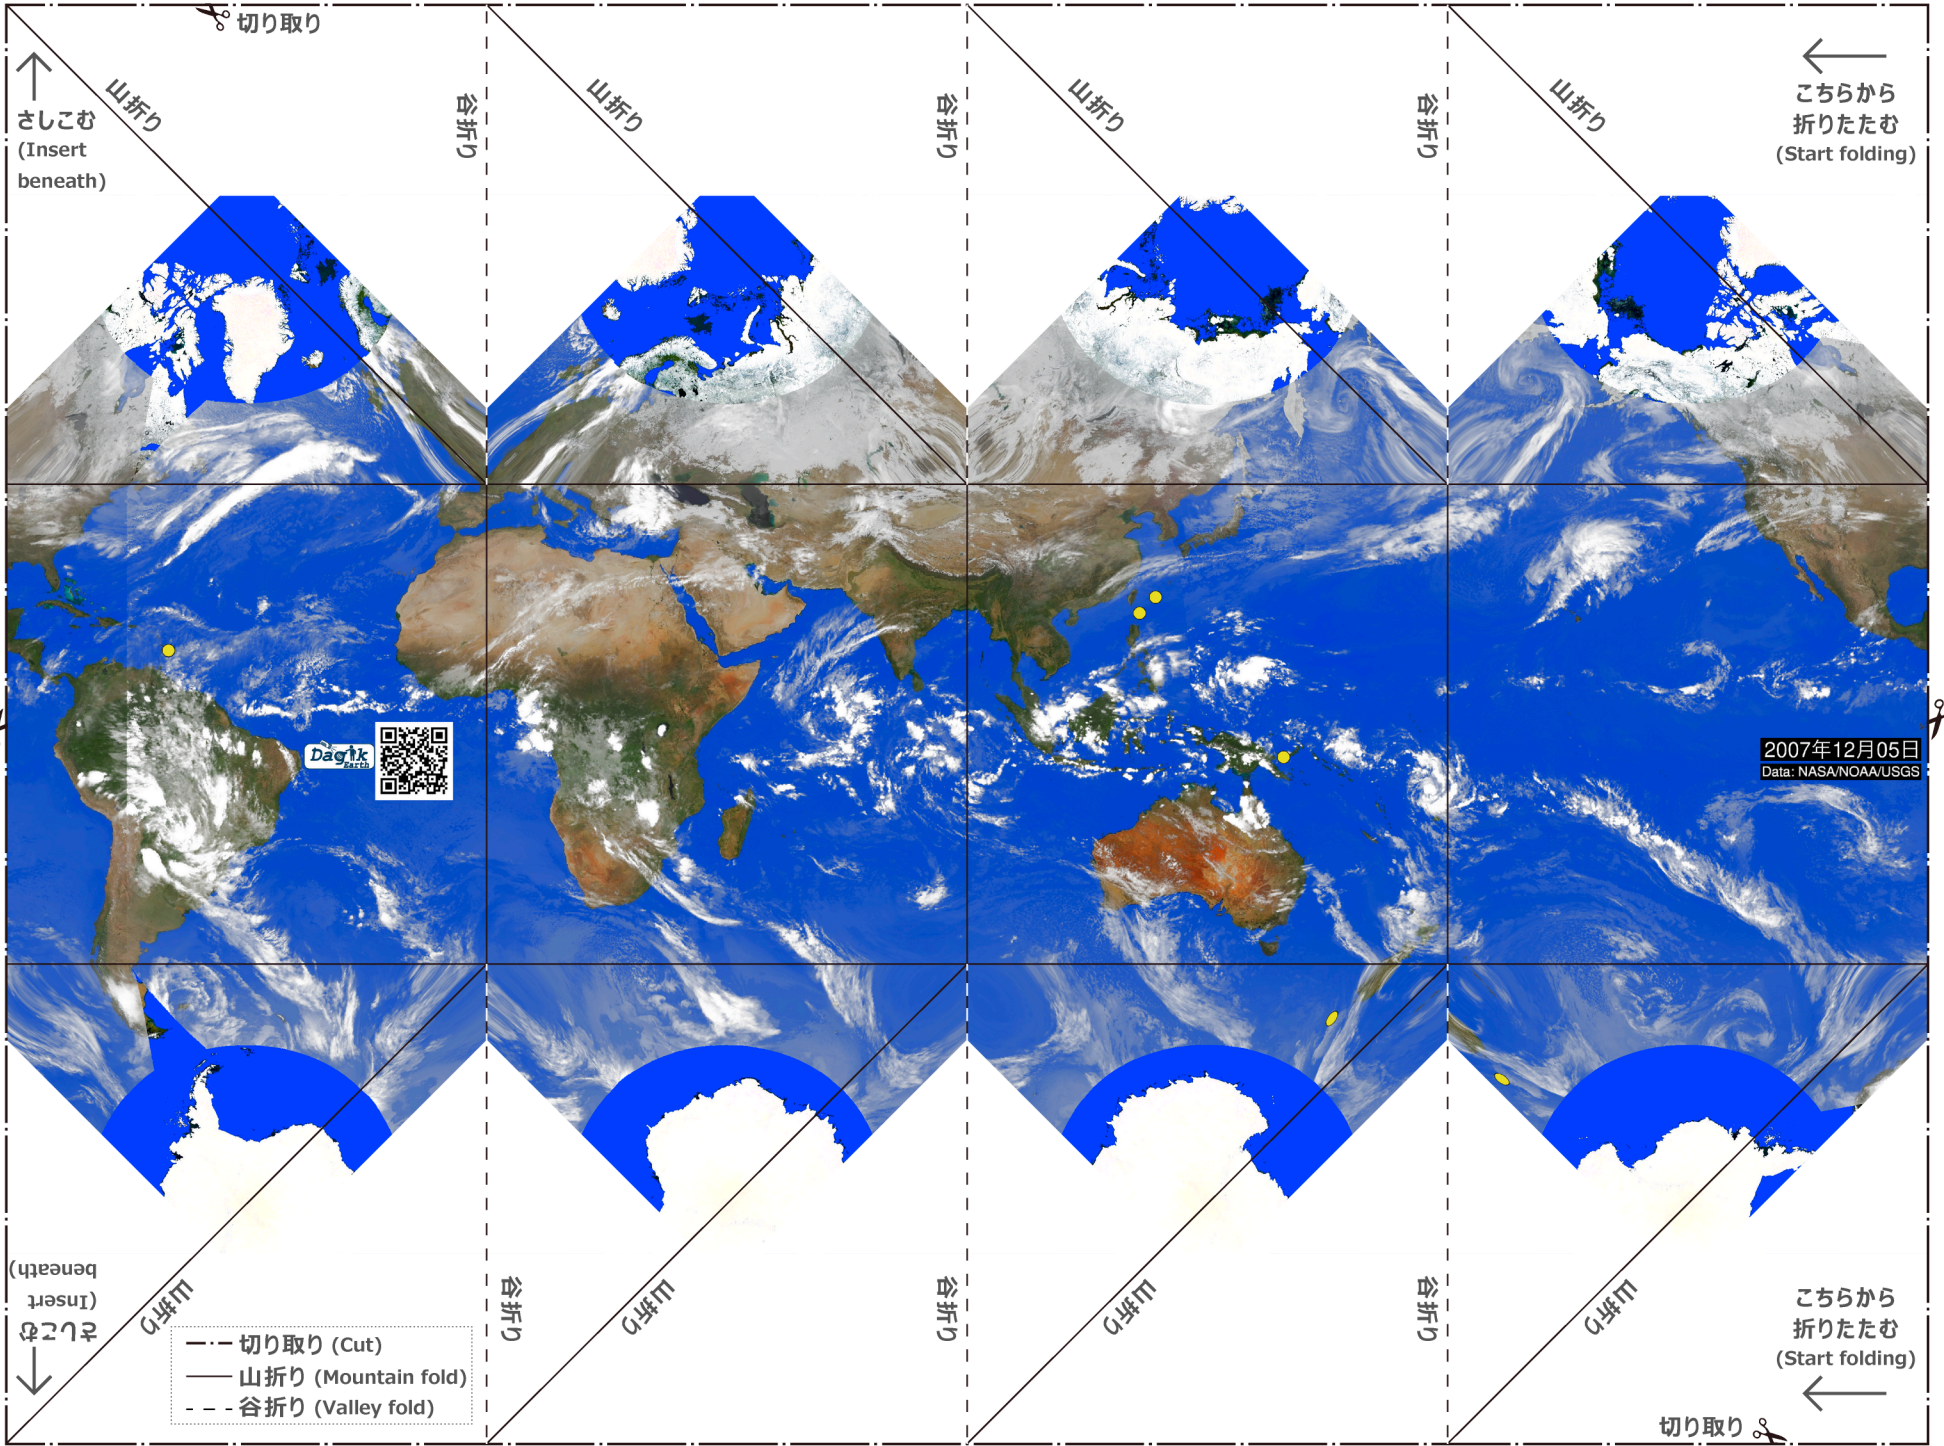 切り取り
山折り
谷折り
山折り
谷折り
山折り
谷折り
山折り
さしこむ
(Insert
beneath)
こちらから
折りたたむ
(Start folding)
Dagik
Earth
2007年12月05日
Data: NASA/NOAA/USGS
さしこむ
(Insert
beneath)
山折り
谷折り
山折り
谷折り
山折り
谷折り
山折り
こちらから
折りたたむ
(Start folding)
切り取り (Cut)
山折り (Mountain fold)
谷折り (Valley fold)
切り取り